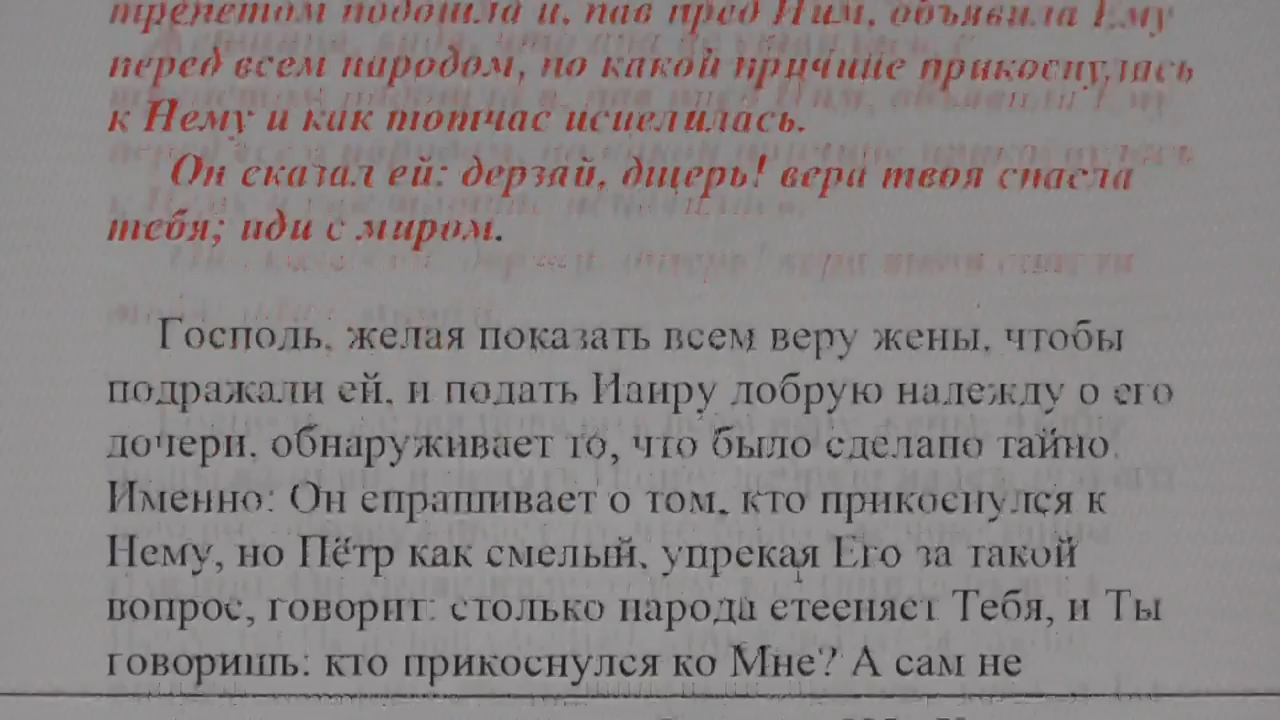 трепетом подошла и, пав пред Ним, объявила Ему
перед всем народом, по какой причине прикоснулась
к Нему и как тотчас исцелилась.
Он сказал ей: дерзай, дщерь! вера твоя спасла
тебя; иди с миром.
Господь, желая показать всем веру жены, чтобы
подражали ей, и подать Иаиру добрую надежду о его
дочери, обнаруживает то, что было сделано тайно.
Именно: Он спрашивает о том, кто прикоснулся к
Нему, но Пётр как смелый, упрекая Его за такой
вопрос, говорит: столько народа стесняет Тебя, и Ты
говоришь: кто прикоснулся ко Мне? А сам не